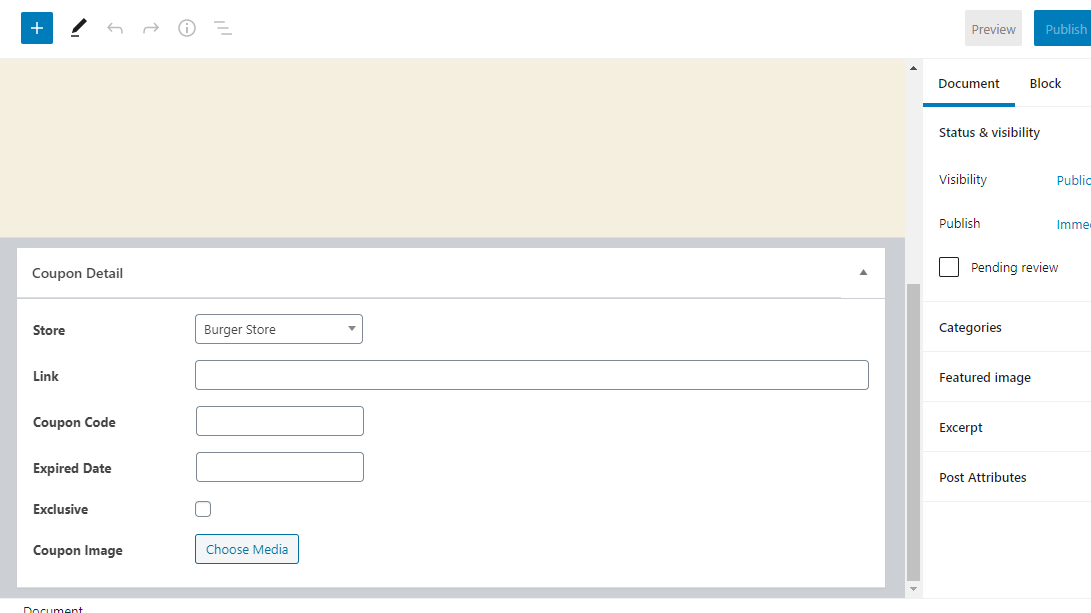 Preview
Publish
Document Block
Status & visibility
Visibility Public
Publish
Pending review
Categories
Featured image
Excerpt
Post Attributes
Coupon Detail
Store Burger Store
Link
Coupon Code
Expired Date
Exclusive
Coupon Image Choose Media
Document